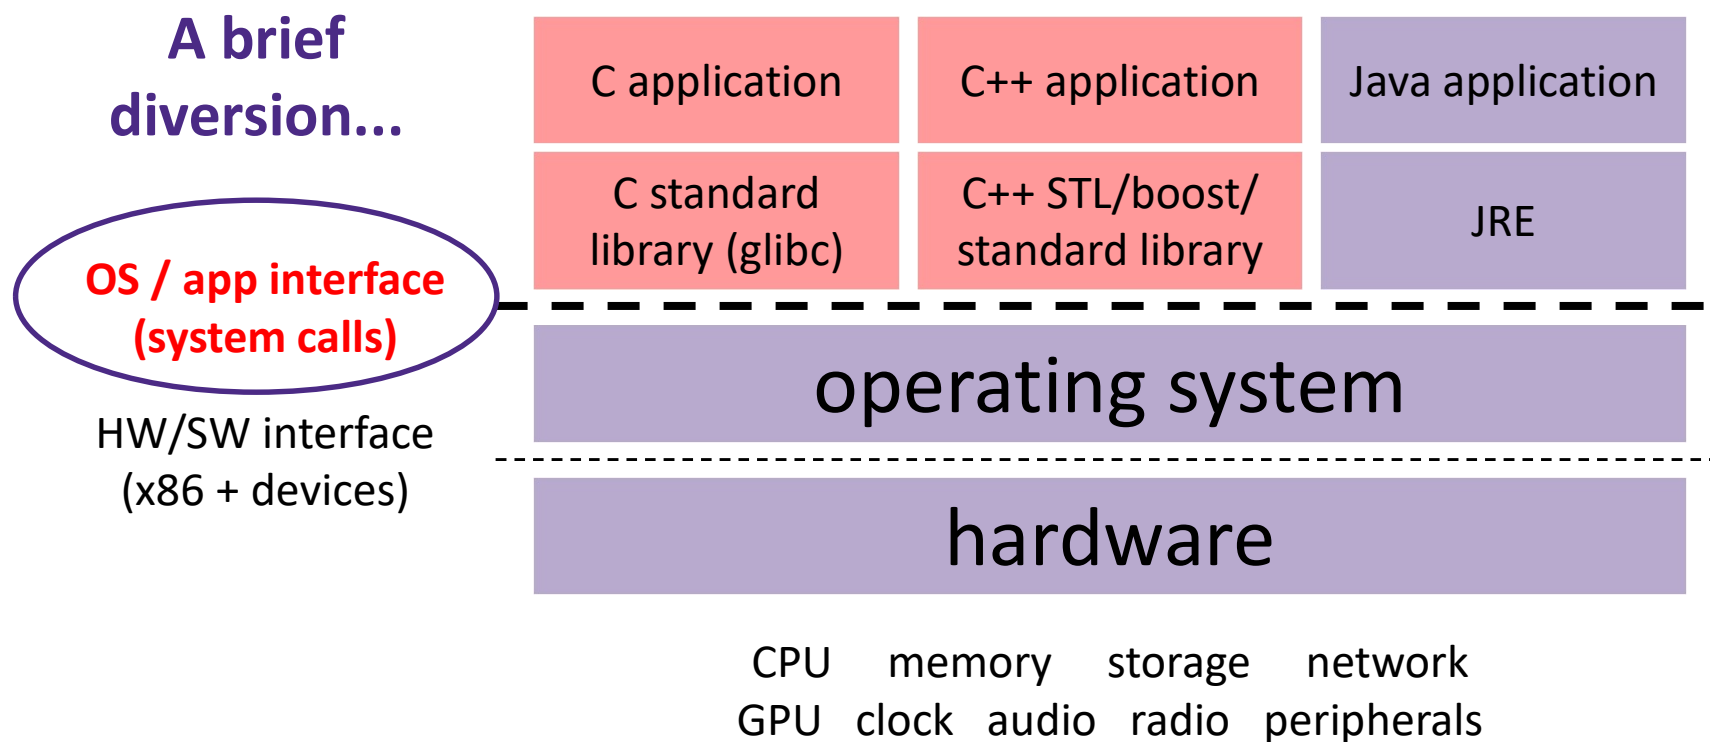 A brief
diversion...
C application
C++ application
Java application
C standard
library (glibc)
C++ STL/boost/
standard library
JRE
OS / app interface
(system calls)
operating system
HW/SW interface
(x86 + devices)
hardware
CPU memory storage network
GPU clock audio radio peripherals